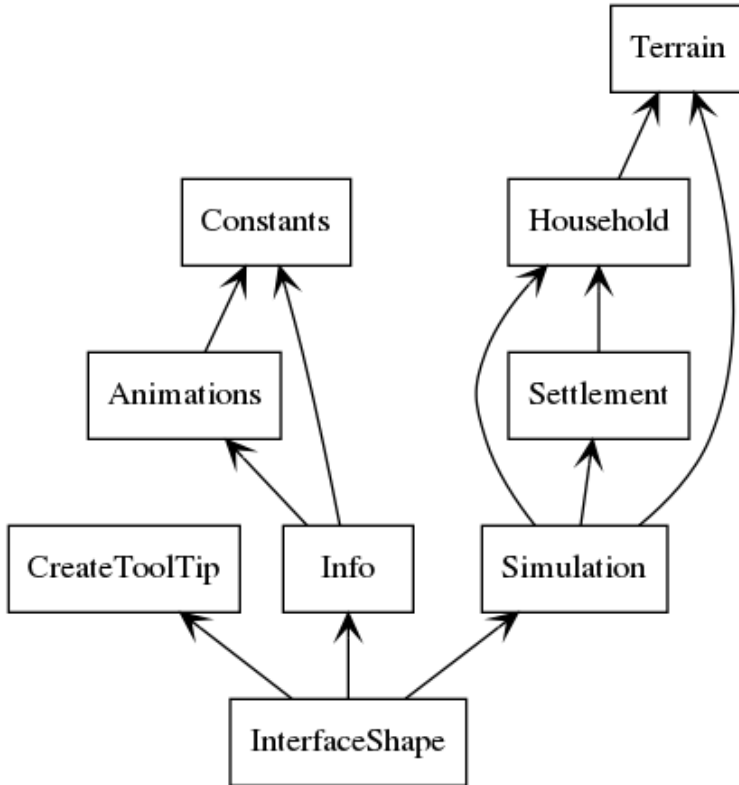 Terrain
Constants
Household
Animations
Settlement
CreateToolTip
Info
Simulation
InterfaceShape